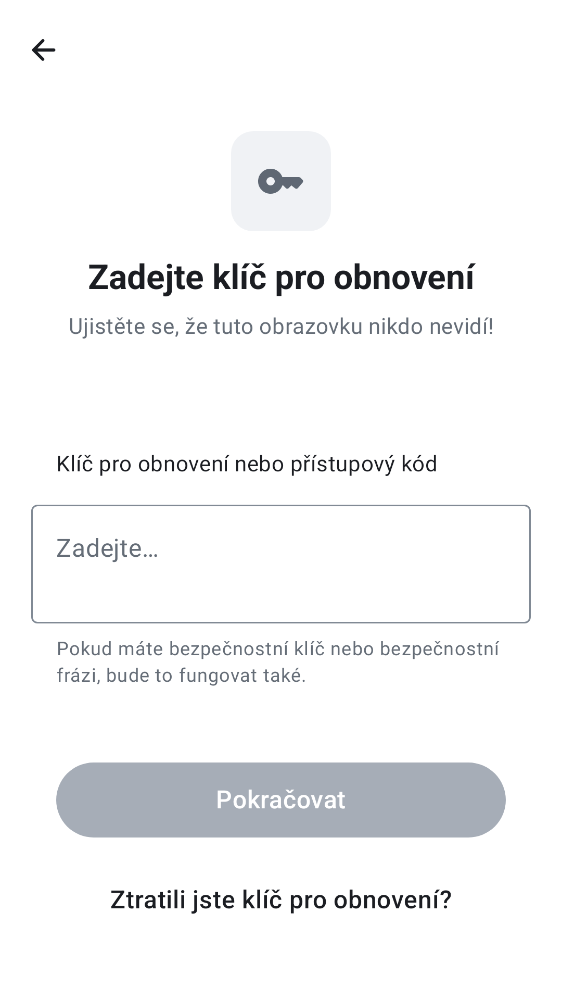 Zadejte klíč pro obnovení
Ujistěte se, že tuto obrazovku nikdo nevidí!
Klíč pro obnovení nebo přístupový kód
Zadejte…
Pokud máte bezpečnostní klíč nebo bezpečnostní
frázi, bude to fungovat také.
Pokračovat
Ztratili jste klíč pro obnovení?